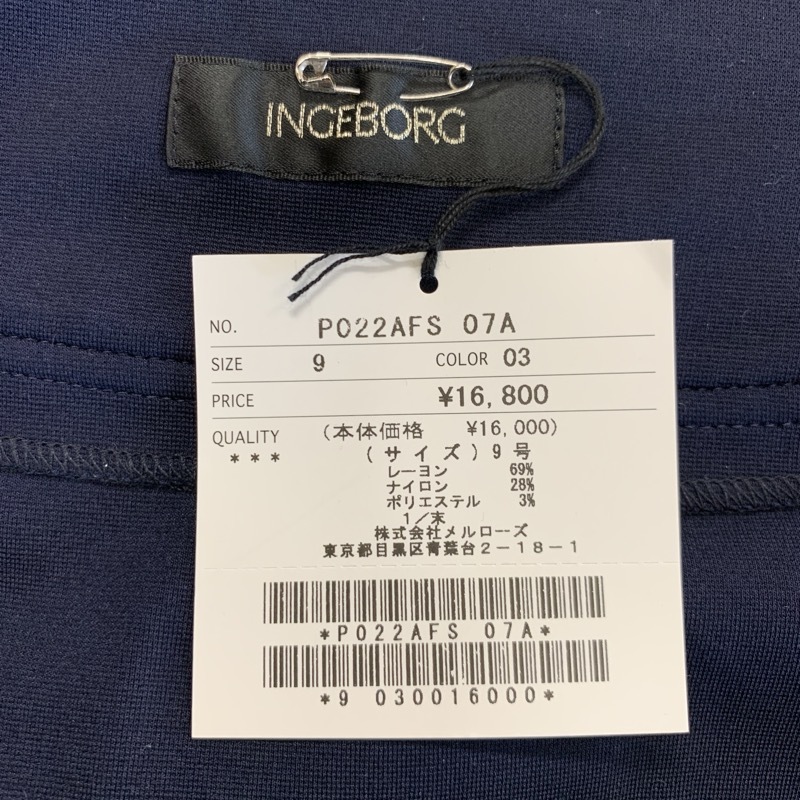 INGEBORG
NO. P022AFS 07A
SIZE 9 COLOR 03
PRICE ¥16,800
QUALITY (本体価格 ¥16,000)
*** (サイズ)9号
レーヨン 69%
ナイロン 28%
ポリエステル 3%
1/末
株式会社メルローズ
東京都目黒区青葉台2-18-1
*P022AFS 07A*
*9 030016000*